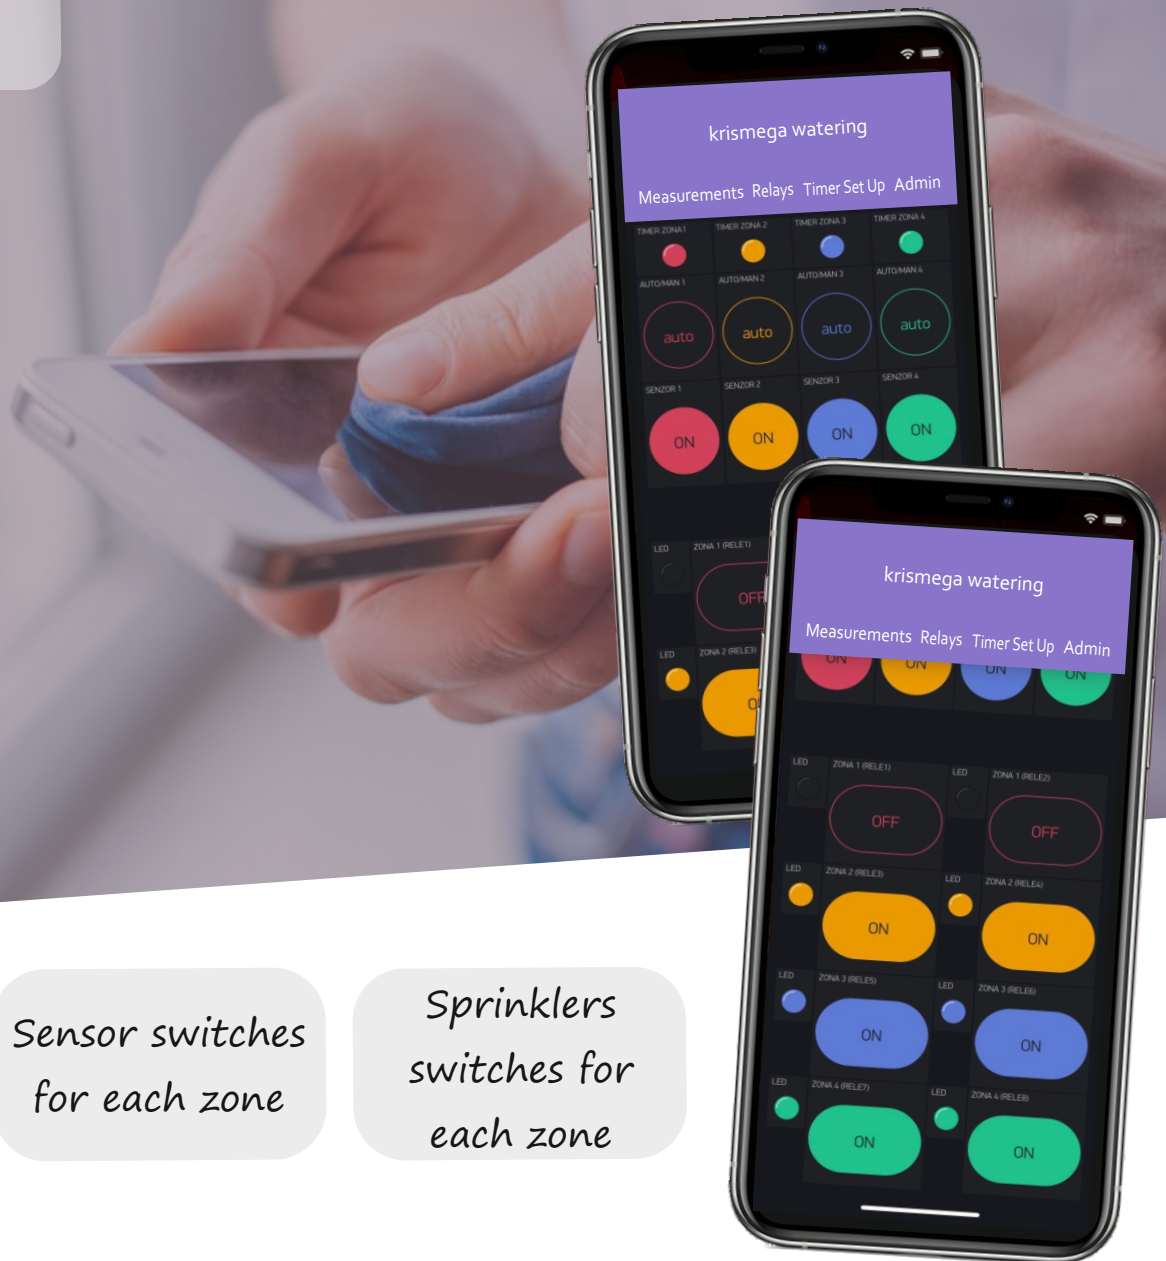 krismega watering
Measurements Relays Timer Set Up Admin
TIMER ZONA1 TIMER ZONA 2 TIMER ZONA 3 TIMER ZONA 4
AUTO/MAN 1 AUTO/MAN 2 AUTO/MAN 3 AUTO/MAN 4
auto auto auto auto
SENZOR 1 SENZOR 2 SENZOR 3 SENZOR 4
ON ON ON ON
LED ZONA 1 (RELE1)
OFF
LED ZONA 2 (RELE3)
krismega watering
Measurements Relays Timer Set Up Admin
ON ON ON ON
LED ZONA 1 (RELE1) LED ZONA 1 (RELE2)
OFF OFF
LED ZONA 2 (RELE3) LED ZONA 2 (RELE4)
ON ON
LED ZONA 3 (RELE5) LED ZONA 3 (RELE6)
ON ON
LED ZONA 4 (RELE7) LED ZONA 4 (RELE8)
ON ON
Sensor switches
for each zone
Sprinklers
switches for
each zone